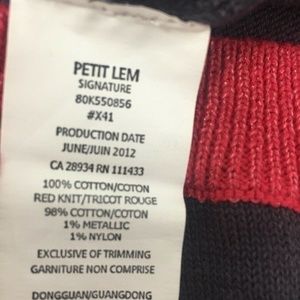 PETIT LEM
SIGNATURE
80K550856
#X41
PRODUCTION DATE
JUNE/JUIN 2012
CA 28934 RN 111433
100% COTTON/COTON
RED KNIT/TRICOT ROUGE
98% COTTON/COTON
1% METALLIC
1% NYLON
EXCLUSIVE OF TRIMMING
GARNITURE NON COMPRISE
DONGGUAN/GUANGDONG